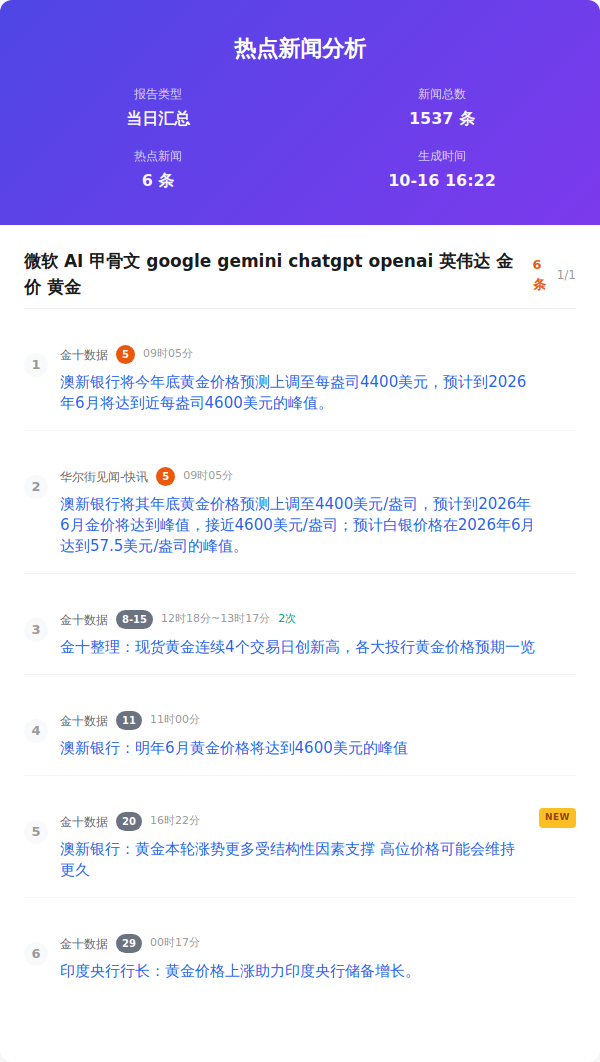 热点新闻分析
报告类型
当日汇总
新闻总数
1537 条
热点新闻
6 条
生成时间
10-16 16:22
微软 AI 甲骨文 google gemini chatgpt openai 英伟达 金
价 黄金
6
条
1/1
1
金十数据 5 09时05分
澳新银行将今年底黄金价格预测上调至每盎司4400美元，预计到2026
年6月将达到近每盎司4600美元的峰值。
2
华尔街见闻-快讯 5 09时05分
澳新银行将其年底黄金价格预测上调至4400美元/盎司，预计到2026年
6月金价将达到峰值，接近4600美元/盎司；预计白银价格在2026年6月
达到57.5美元/盎司的峰值。
3
金十数据 8-15 12时18分~13时17分 2次
金十整理：现货黄金连续4个交易日创新高，各大投行黄金价格预期一览
4
金十数据 11 11时00分
澳新银行：明年6月黄金价格将达到4600美元的峰值
5
金十数据 20 16时22分
NEW
澳新银行：黄金本轮涨势更多受结构性因素支撑 高位价格可能会维持
更久
6
金十数据 29 00时17分
印度央行行长：黄金价格上涨助力印度央行储备增长。